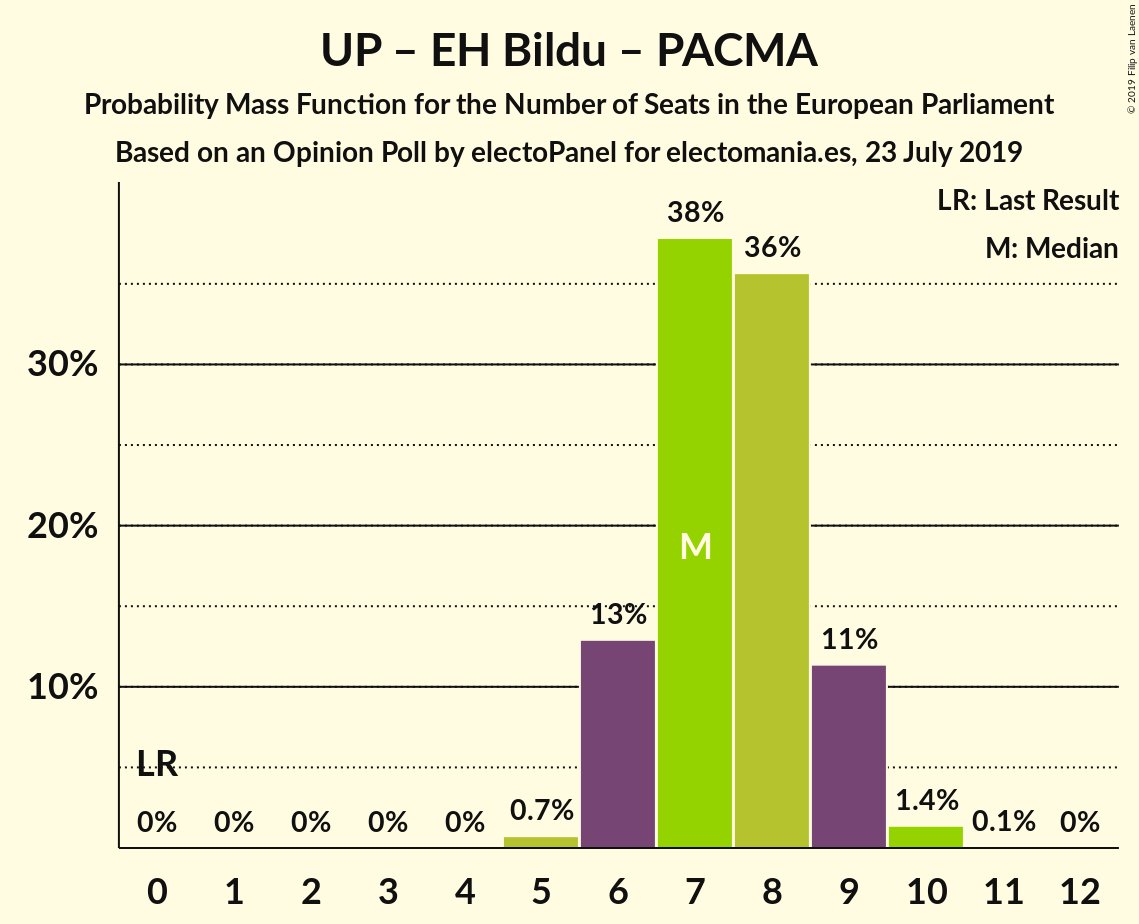 UP – EH Bildu – PACMA
Probability Mass Function for the Number of Seats in the European Parliament
Based on an Opinion Poll by electoPanel for electomania.es, 23 July 2019
© 2019 Filip van Laenen
LR: Last Result
M: Median
38%
36%
30%
20%
M
13%
11%
10%
LR
0% 0% 0% 0% 0% 0.7% 1.4% 0.1% 0%
0 1 2 3 4 5 6 7 8 9 10 11 12